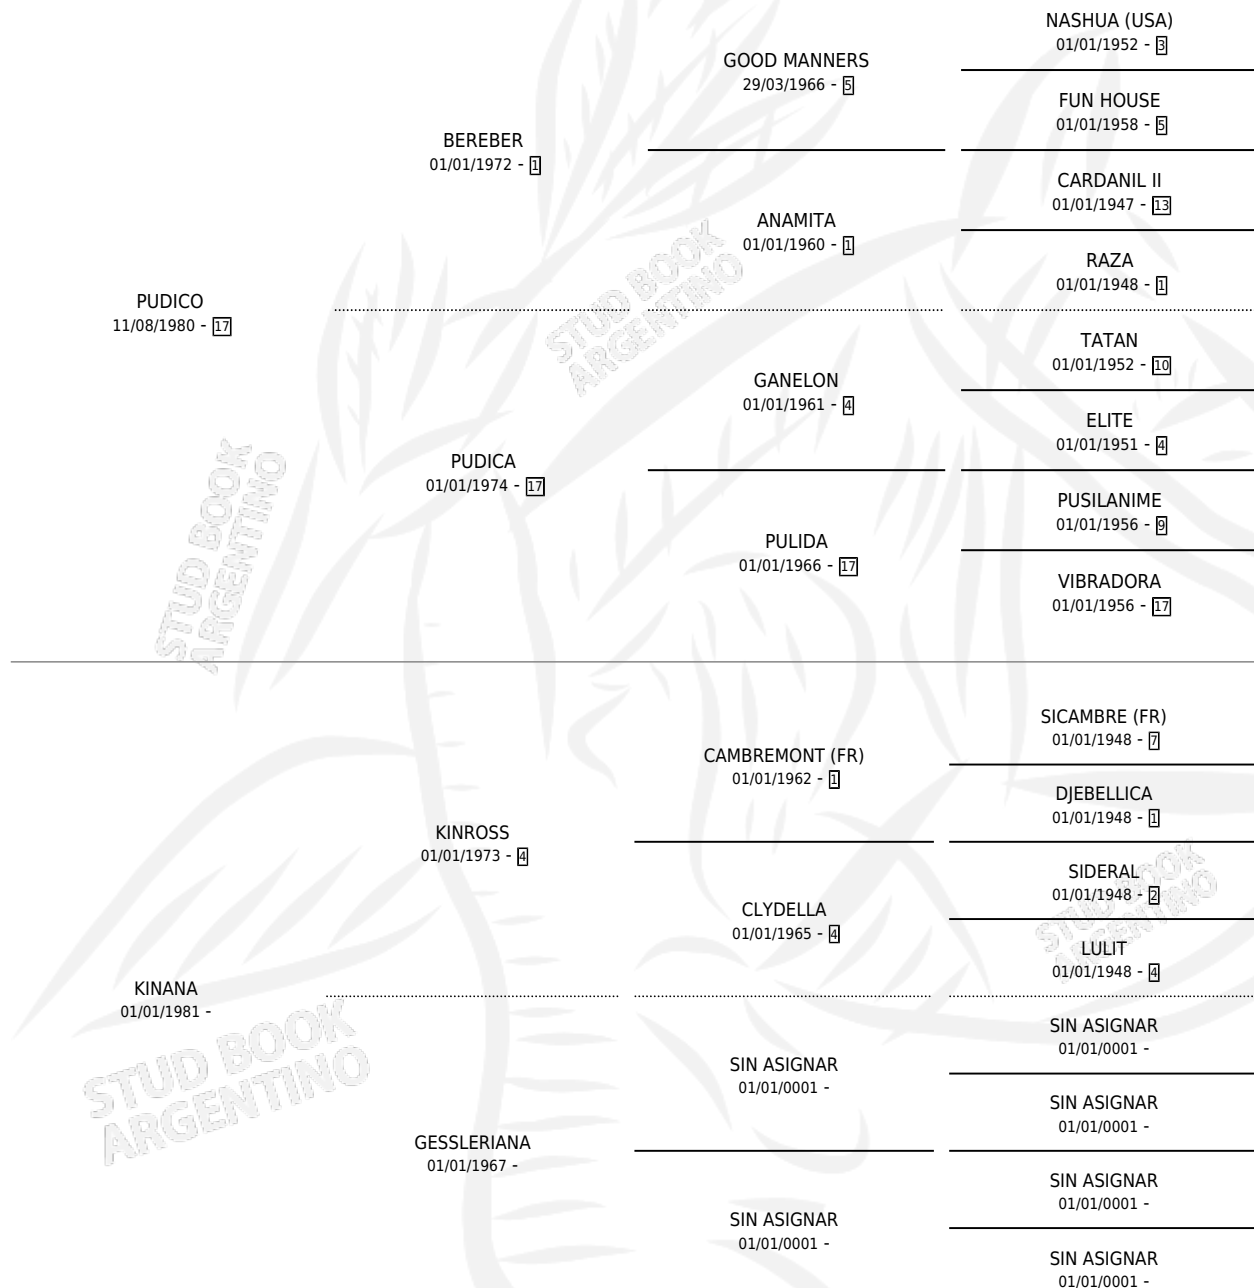 NASHUA (USA)
01/01/1952 - 3
GOOD MANNERS
29/03/1966 - 5
FUN HOUSE
01/01/1958 - 5
BEREBER
01/01/1972 - 1
CARDANIL II
01/01/1947 - 13
ANAMITA
01/01/1960 - 1
RAZA
01/01/1948 - 1
PUDICO
11/08/1980 - 17
TATAN
01/01/1952 - 10
GANELON
01/01/1961 - 4
ELITE
01/01/1951 - 4
PUDICA
01/01/1974 - 17
PUSILANIME
01/01/1956 - 9
PULIDA
01/01/1966 - 17
VIBRADORA
01/01/1956 - 17
SICAMBRE (FR)
01/01/1948 - 7
CAMBREMONT (FR)
01/01/1962 - 1
DJEBELLICA
01/01/1948 - 1
KINROSS
01/01/1973 - 4
SIDERAL
01/01/1948 - 2
CLYDELLA
01/01/1965 - 4
LULIT
01/01/1948 - 4
KINANA
01/01/1981 -
SIN ASIGNAR
01/01/0001 -
SIN ASIGNAR
01/01/0001 -
SIN ASIGNAR
01/01/0001 -
GESSLERIANA
01/01/1967 -
SIN ASIGNAR
01/01/0001 -
SIN ASIGNAR
01/01/0001 -
SIN ASIGNAR
01/01/0001 -
STUD BOOK
ARGENTINO
STUD BOOK
ARGENTINO
STUD BOOK
ARGENTINO
STUD BOOK
ARGENTINO